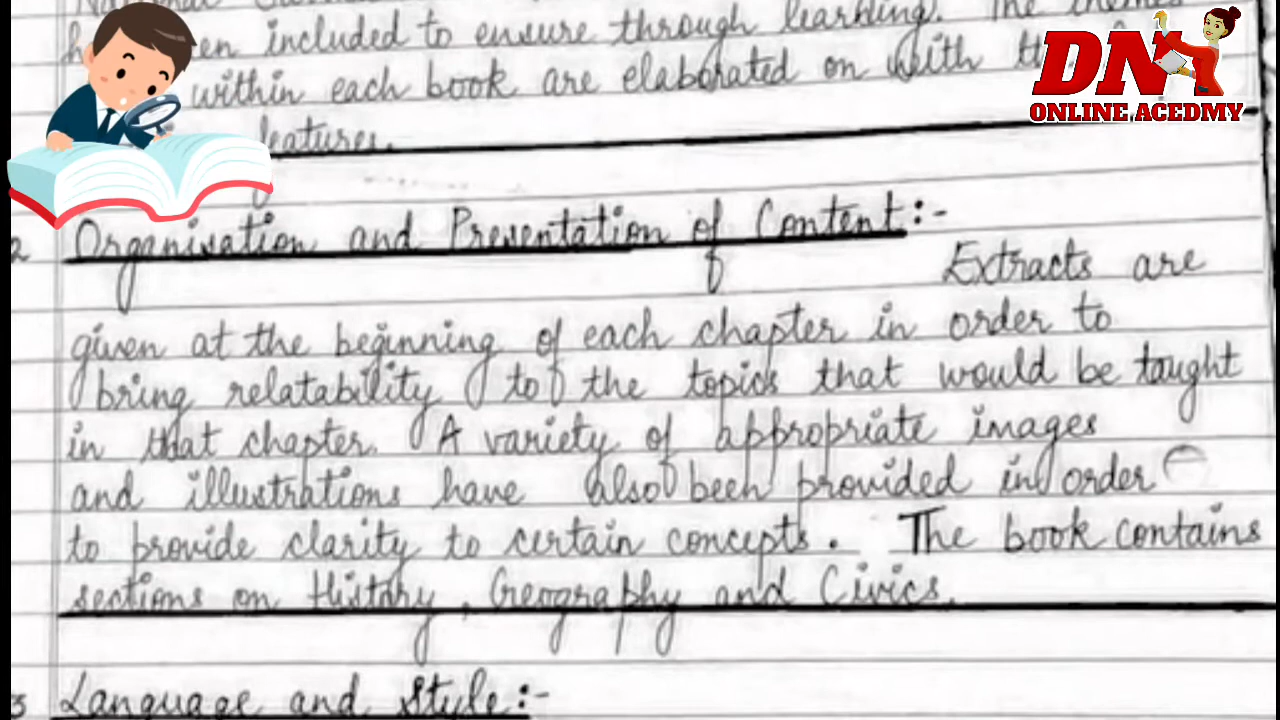 National
en included to ensure through learning. The themes
within each book are elaborated on with
features.
DN
ONLINE ACEDMY
2 Organisation and Presentation of Content:-
Extracts are
given at the beginning of each chapter in order to
bring relatability to the topics that would be taught
in that chapter. A variety of appropriate images
and illustrations have also been provided in order
to provide clarity to certain concepts. The book contains
sections on History, Geography and Civics.
3 Language and Style:-